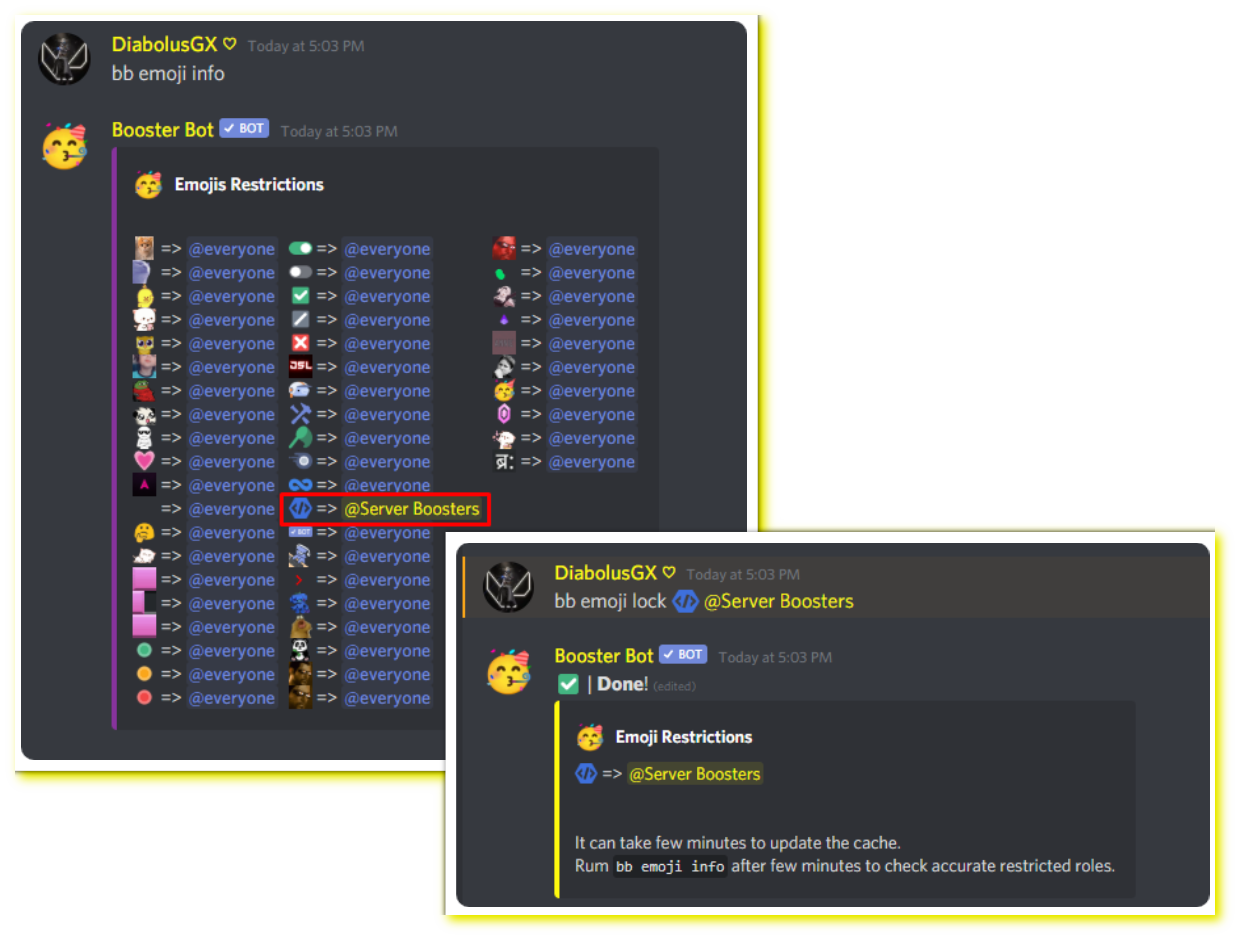 DiabolusGX ♡ Today at 5:03 PM
bb emoji info
Booster Bot ✓ BOT Today at 5:03 PM
Emojis Restrictions
=> @everyone => @everyone => @everyone
=> @everyone => @everyone => @everyone
=> @everyone => @everyone => @everyone
=> @everyone => @everyone => @everyone
=> @everyone => @everyone => @everyone
=> @everyone JSL => @everyone => @everyone
=> @everyone => @everyone => @everyone
=> @everyone => @everyone => @everyone
=> @everyone => @everyone => @everyone
=> @everyone => @everyone ब्र: => @everyone
=> @everyone => @everyone
=> @everyone </> => @Server Boosters
=> @everyone ✓ BOT => @everyone
=> @everyone => @everyone
=> @everyone => @everyone
=> @everyone => @everyone
=> @everyone => @everyone
=> @everyone => @everyone
=> @everyone => @everyone
=> @everyone => @everyone
DiabolusGX ♡ Today at 5:03 PM
bb emoji lock </> @Server Boosters
Booster Bot ✓ BOT Today at 5:03 PM
| Done! (edited)
Emoji Restrictions
</> => @Server Boosters
It can take few minutes to update the cache.
Rum bb emoji info after few minutes to check accurate restricted roles.